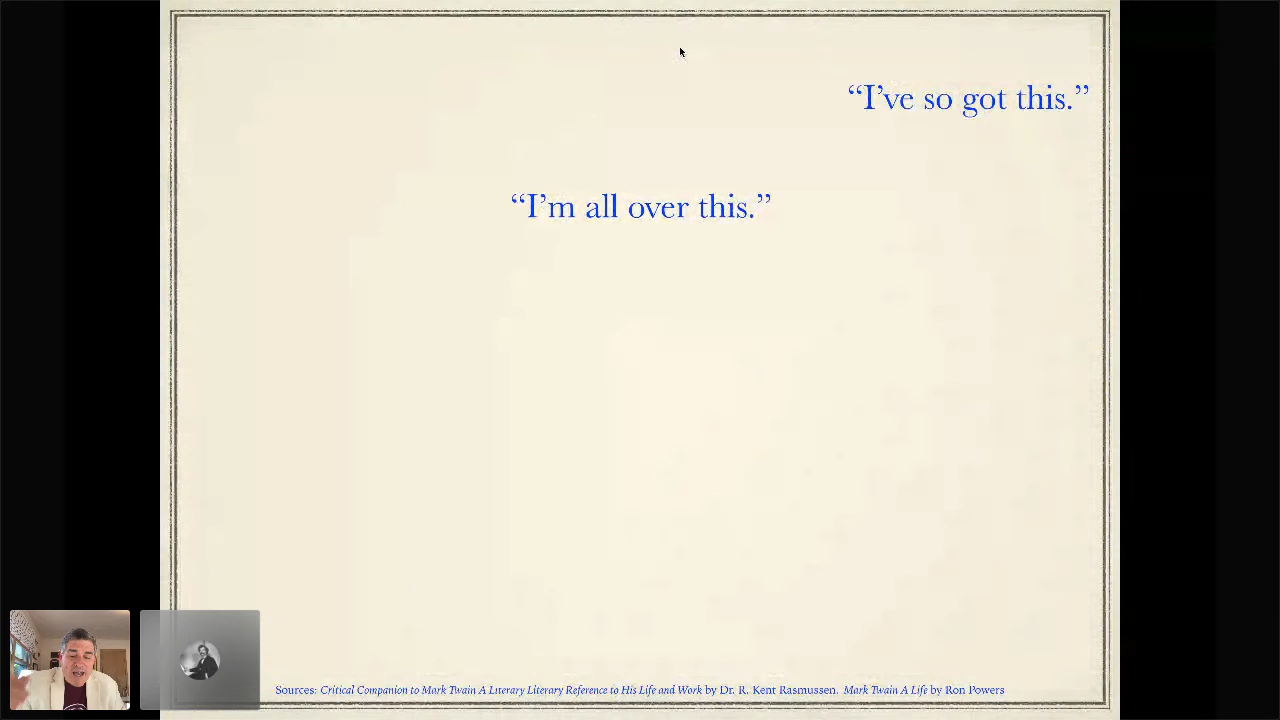 “I’ve so got this.”
“I’m all over this.”
Sources: Critical Companion to Mark Twain A Literary Literary Reference to His Life and Work by Dr. R. Kent Rasmussen. Mark Twain A Life by Ron Powers